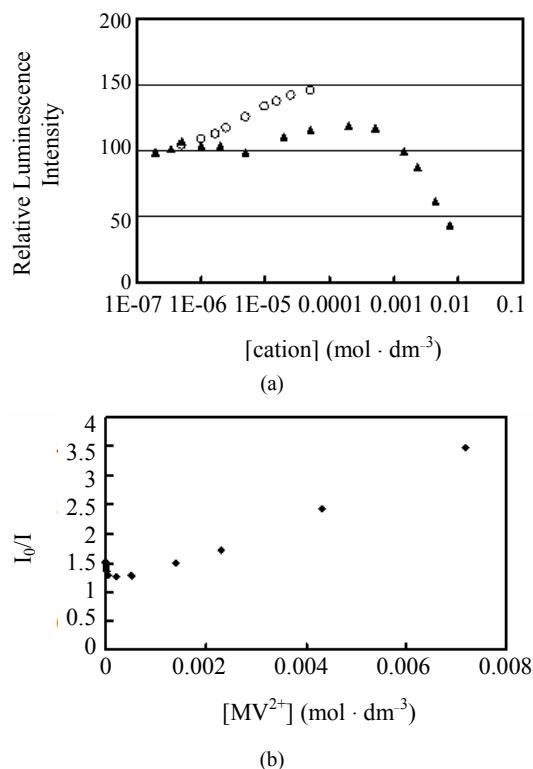 200
150
100
50
0
Relative Luminescence
Intensity
1E-07 1E-06 1E-05 0.0001 0.001 0.01 0.1
[cation] (mol · dm⁻³)
(a)
4
3.5
3
2.5
2
1.5
1
0.5
0
I₀/I
0 0.002 0.004 0.006 0.008
[MV²⁺] (mol · dm⁻³)
(b)